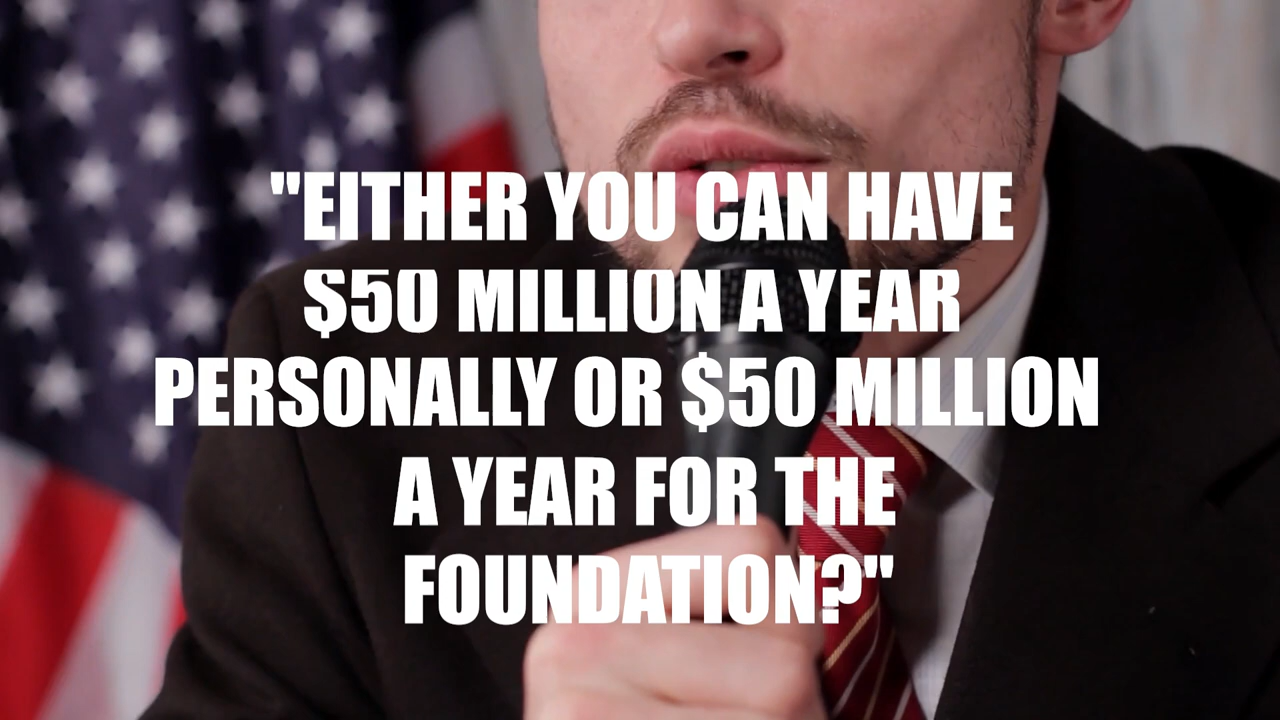 "EITHER YOU CAN HAVE
$50 MILLION A YEAR
PERSONALLY OR $50 MILLION
A YEAR FOR THE
FOUNDATION?"